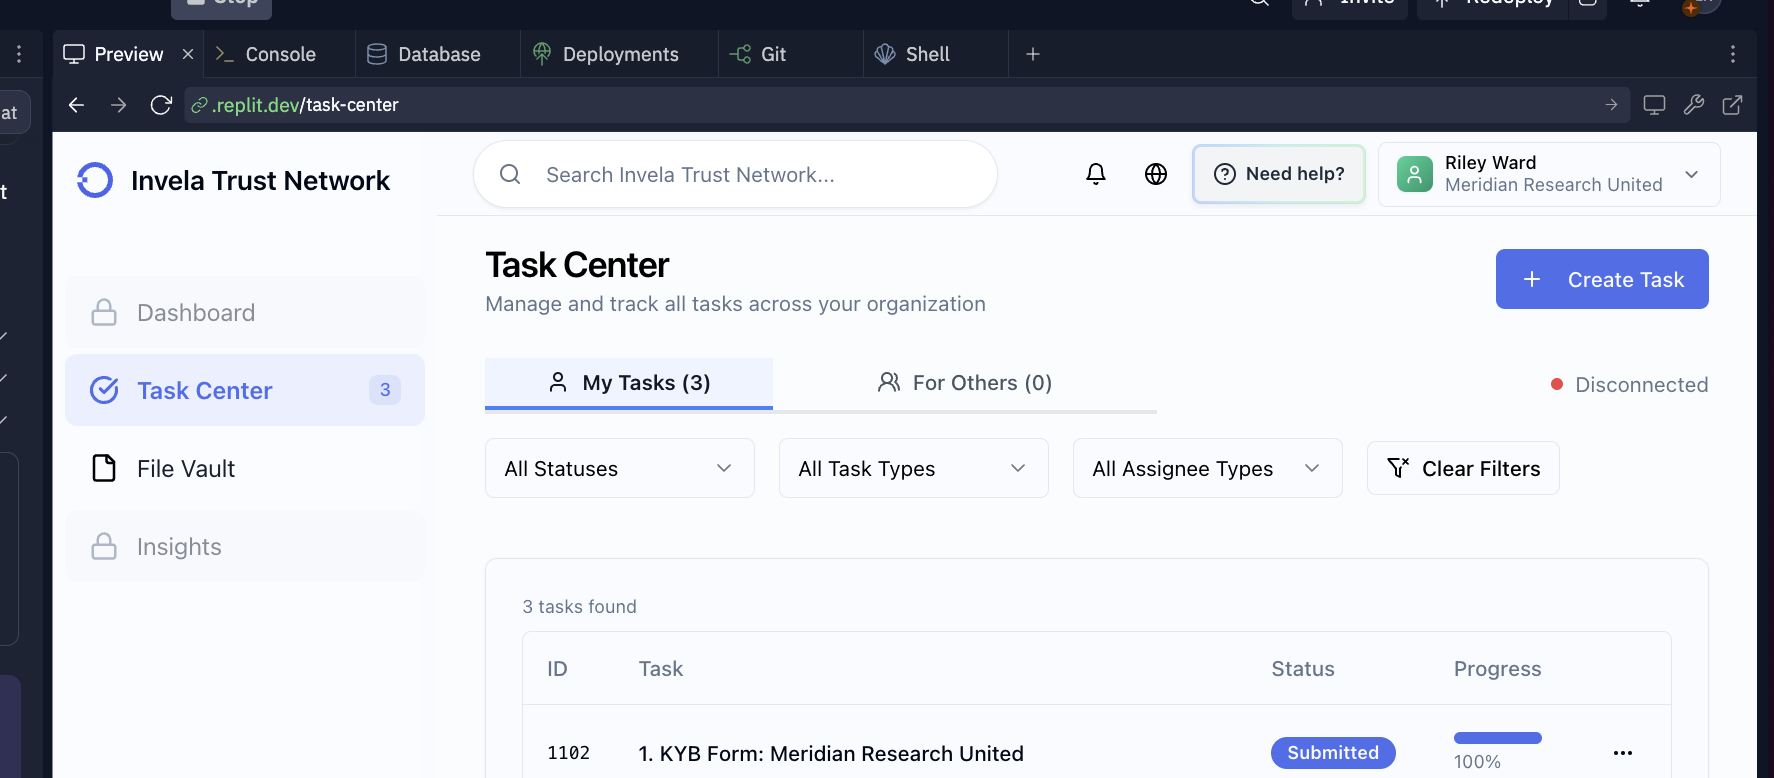 Stop
Invite
Redeploy
Preview
Console
Database
Deployments
Git
Shell
at
.replit.dev/task-center
t
Invela Trust Network
Search Invela Trust Network...
Need help?
Riley Ward
Meridian Research United
Dashboard
Task Center
3
File Vault
Insights
Task Center
Manage and track all tasks across your organization
Create Task
My Tasks (3)
For Others (0)
Disconnected
All Statuses
All Task Types
All Assignee Types
Clear Filters
3 tasks found
ID
Task
Status
Progress
1102
1. KYB Form: Meridian Research United
Submitted
100%